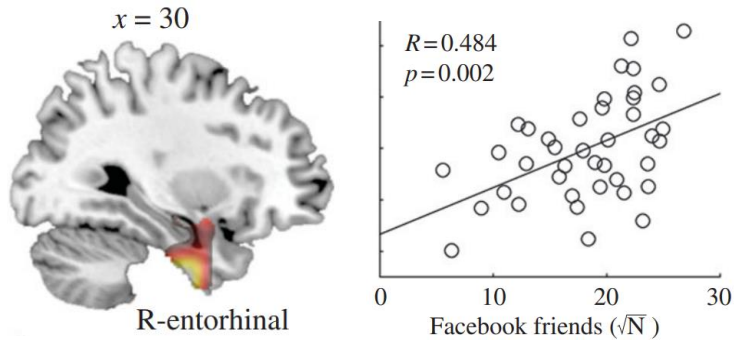 x = 30
R-entorhinal
R=0.484
p=0.002
0 10 20 30
Facebook friends (√N )